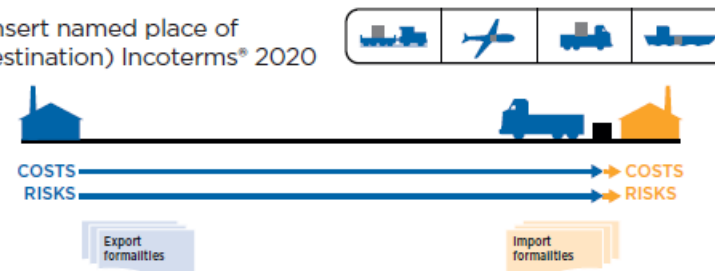 nsert named place of
estination) Incoterms® 2020
COSTS COSTS
RISKS RISKS
Export Import
formalities formalities